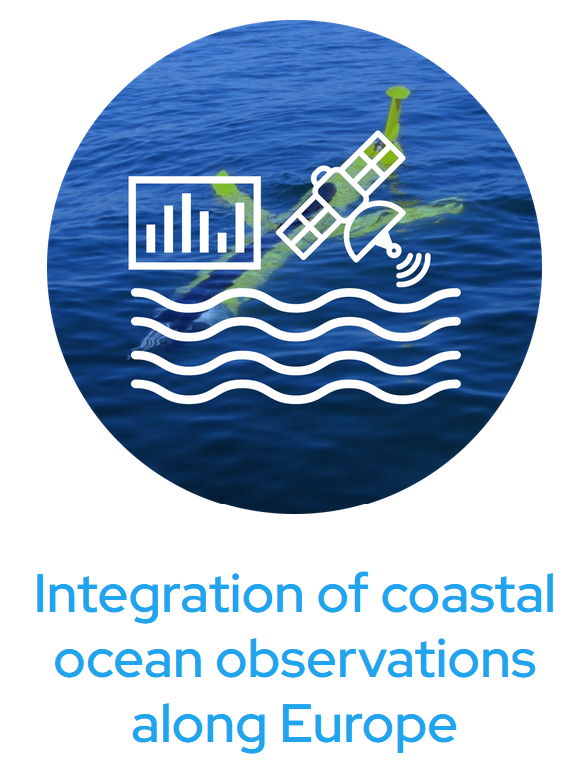 Integration of coastal
ocean observations
along Europe